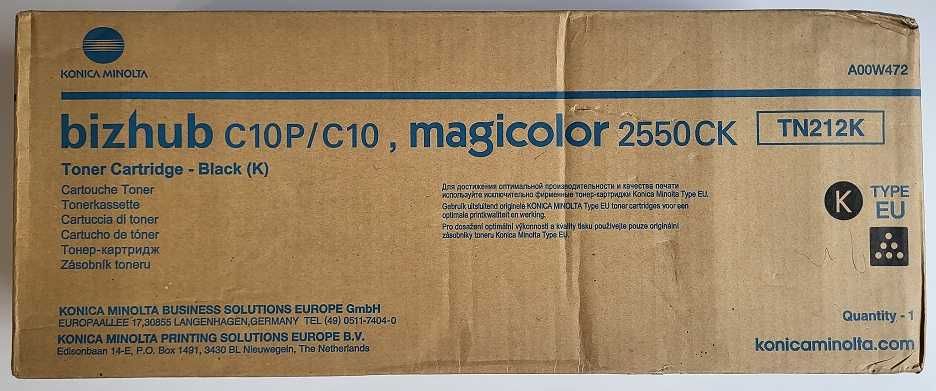 KONICA MINOLTA
A00W472
bizhub C10P/C10 , magicolor 2550CK TN212K
Toner Cartridge - Black (K)
Cartouche Toner
Tonerkassette
Cartuccia di toner
Cartucho de tóner
Тонер-картридж
Zásobník toneru
Для достижения оптимальной производительности и качества печати
используйте исключительно фирменные тонер-картриджи Konica Minolta Type EU.
Gebruik uitsluitend originele KONICA MINOLTA Type EU toner cartridges voor een
optimale printkwaliteit en werking.
Pro dosažení optimální výkonnosti a kvality tisku používejte pouze originální
zásobníky toneru Konica Minolta Type EU.
K TYPE
EU
KONICA MINOLTA BUSINESS SOLUTIONS EUROPE GmbH
EUROPAALLEE 17,30855 LANGENHAGEN,GERMANY TEL (49) 0511-7404-0
KONICA MINOLTA PRINTING SOLUTIONS EUROPE B.V.
Edisonbaan 14-E, P.O. Box 1491, 3430 BL Nieuwegein, The Netherlands
Quantity - 1
konicaminolta.com